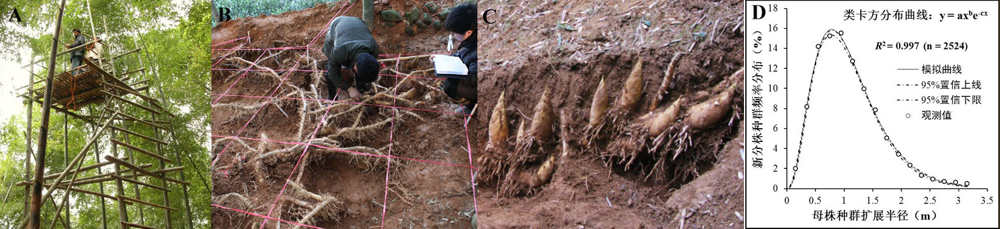 A
B
C
D
类卡方分布曲线：y = axᵇe⁻ᶜˣ
R² = 0.997 (n = 2524)
模拟曲线
95%置信上线
95%置信下限
观测值
新分株种群频率分布（%）
18
16
14
12
10
8
6
4
2
0
0 0.5 1 1.5 2 2.5 3 3.5
母株种群扩展半径（m）